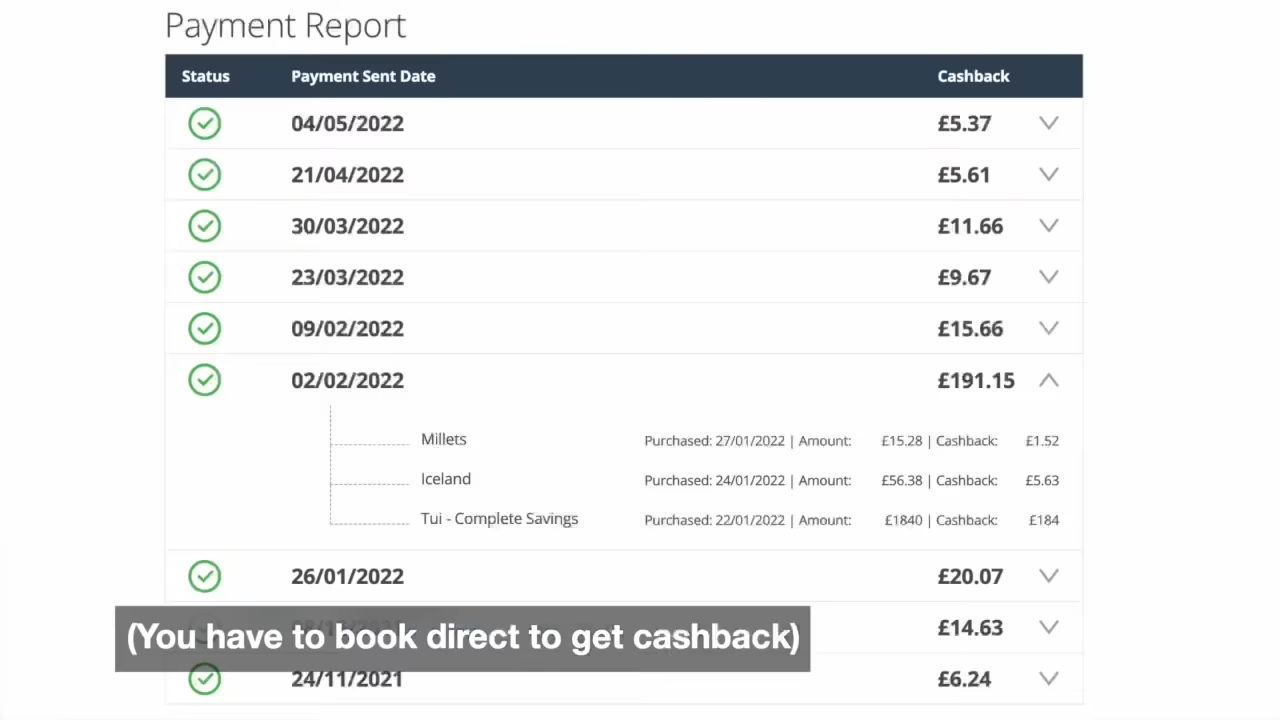 Payment Report
Status Payment Sent Date Cashback
04/05/2022 £5.37
21/04/2022 £5.61
30/03/2022 £11.66
23/03/2022 £9.67
09/02/2022 £15.66
02/02/2022 £191.15
Millets Purchased: 27/01/2022 | Amount: £15.28 | Cashback: £1.52
Iceland Purchased: 24/01/2022 | Amount: £56.38 | Cashback: £5.63
Tui - Complete Savings Purchased: 22/01/2022 | Amount: £1840 | Cashback: £184
26/01/2022 £20.07
£14.63
(You have to book direct to get cashback)
24/11/2021 £6.24